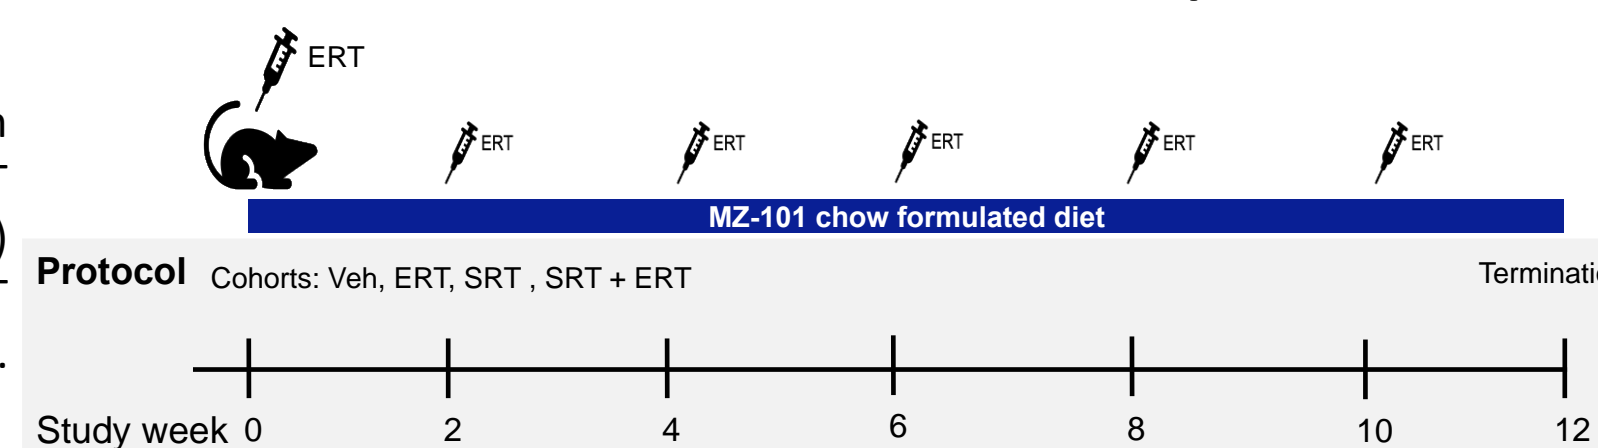 ERT
ERT ERT ERT ERT ERT
MZ-101 chow formulated diet
Protocol Cohorts: Veh, ERT, SRT , SRT + ERT
Study week 0 2 4 6 8 10 12